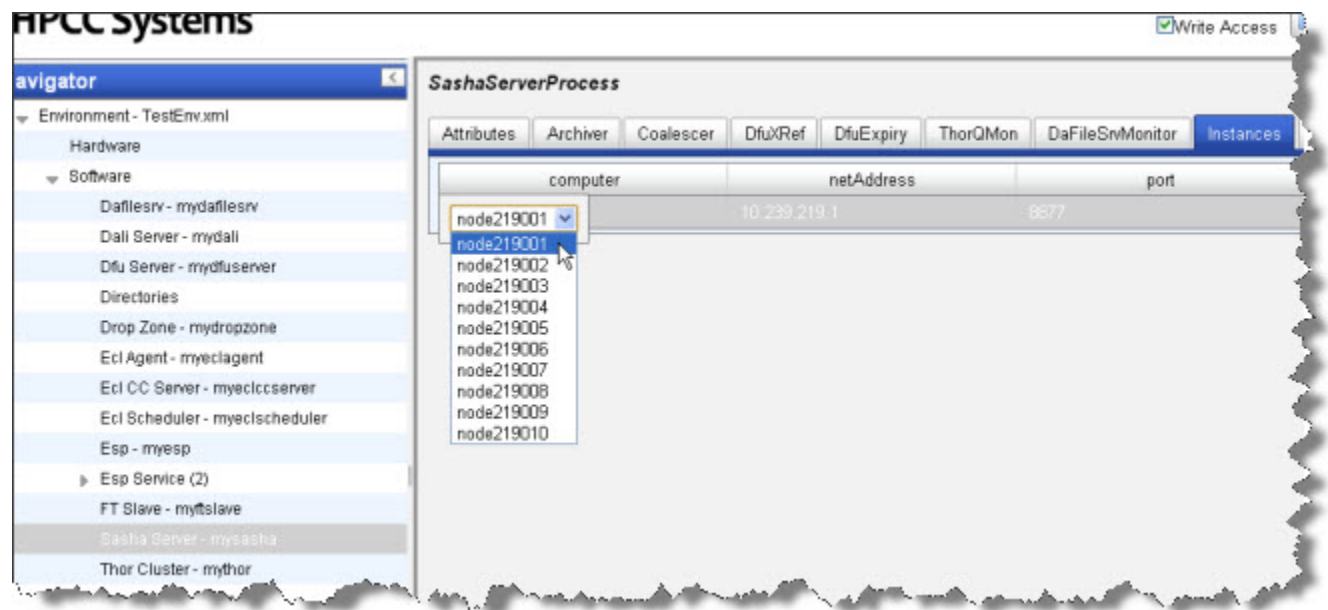 HPCC Systems
Write Access
avigator
Environment - TestEnv.xml
Hardware
Software
Dafilesrv - mydafilesrv
Dali Server - mydali
Dfu Server - mydfuserver
Directories
Drop Zone - mydropzone
Ecl Agent - myeclagent
Ecl CC Server - myeclccserver
Ecl Scheduler - myeclscheduler
Esp - myesp
Esp Service (2)
FT Slave - myftslave
Sasha Server - mysasha
Thor Cluster - mythor
SashaServerProcess
Attributes Archiver Coalescer DfuXRef DfuExpiry ThorQMon DaFileSrvMonitor Instances
computer netAddress port
node219001 10.239.219.1 8877
node219001
node219002
node219003
node219004
node219005
node219006
node219007
node219008
node219009
node219010